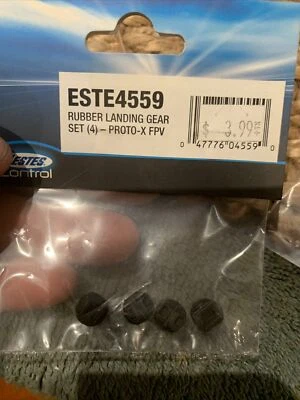 ESTE4559
RUBBER LANDING GEAR
SET (4) – PROTO-X FPV
$ 3.99
0 47776 04559 0
ESTES
Control